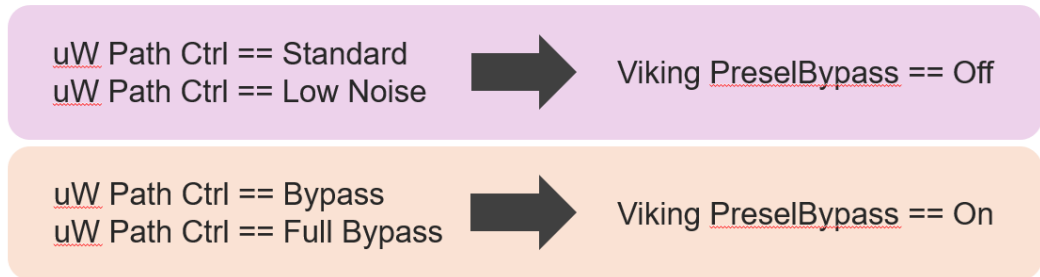 uW Path Ctrl == Standard
uW Path Ctrl == Low Noise
Viking PreselBypass == Off
uW Path Ctrl == Bypass
uW Path Ctrl == Full Bypass
Viking PreselBypass == On